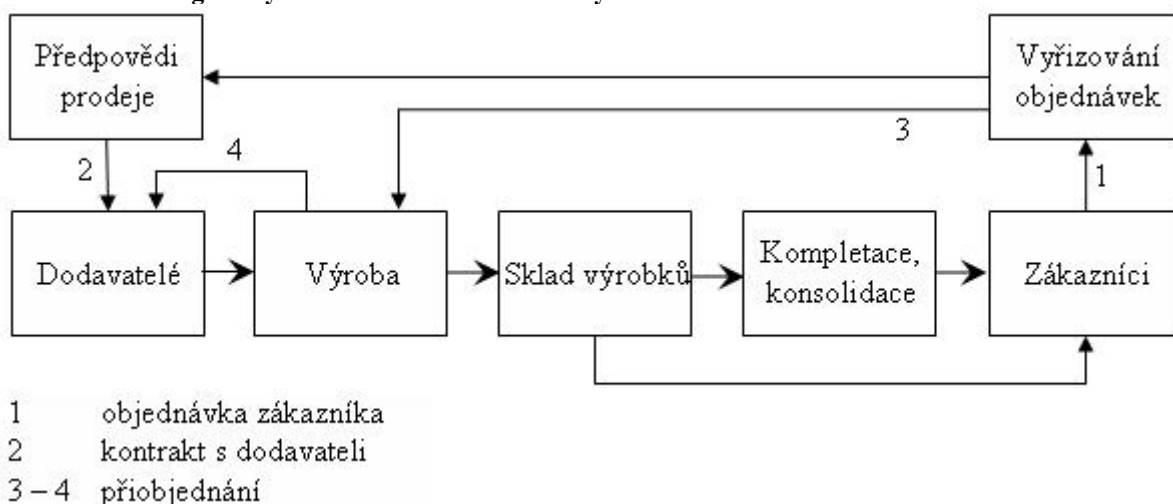 Předpovědi
prodeje
Vyřizování
objednávek
3
2
4
1
Dodavatelé
Výroba
Sklad výrobků
Kompletace,
konsolidace
Zákazníci
1 objednávka zákazníka
2 kontrakt s dodavateli
3 – 4 přiobjednání